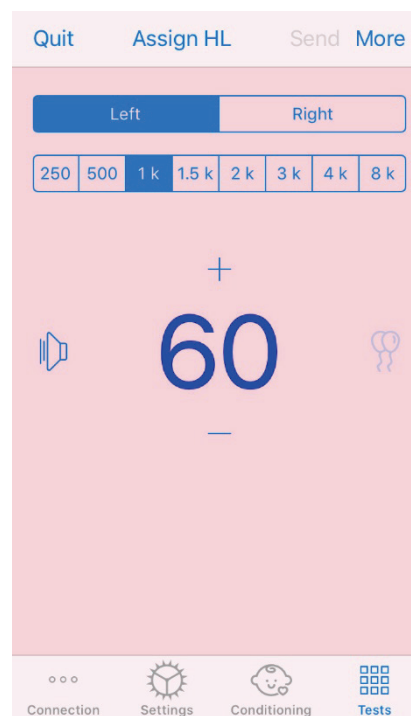 Quit Assign HL Send More
Left Right
250 500 1 k 1.5 k 2 k 3 k 4 k 8 k
+
60
—
Connection Settings Conditioning Tests